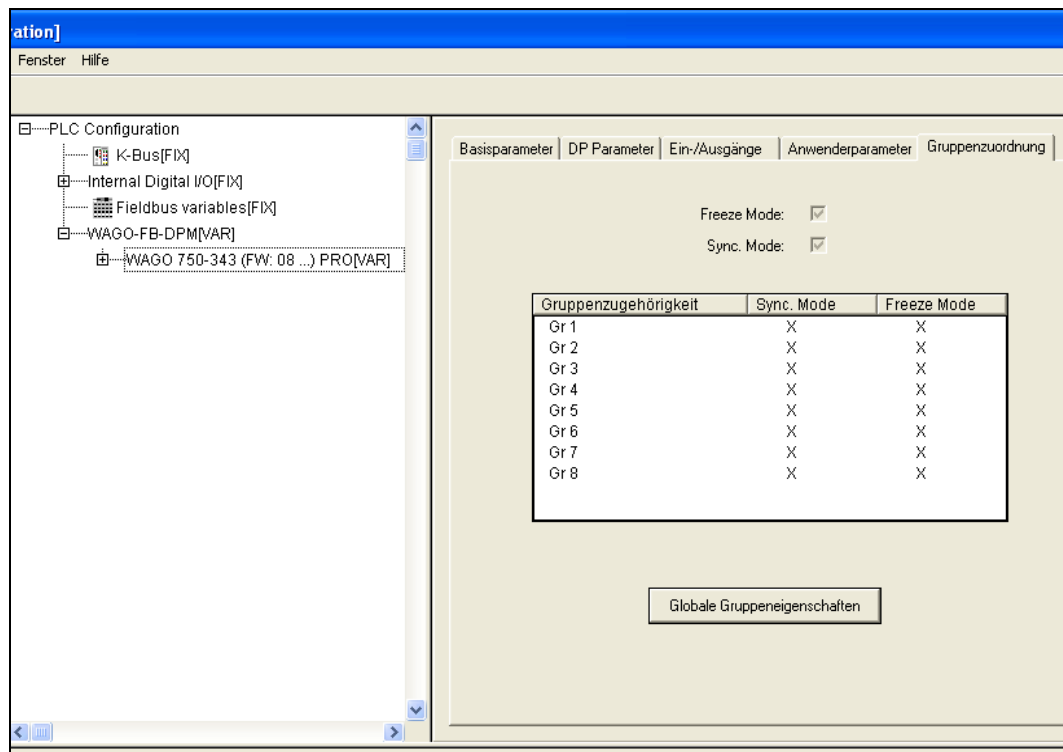 ation]
Fenster Hilfe
PLC Configuration
K-Bus[FIX]
Internal Digital I/O[FIX]
Fieldbus variables[FIX]
WAGO-FB-DPM[VAR]
WAGO 750-343 (FW: 08 ...) PRO[VAR]
Basisparameter DP Parameter Ein-/Ausgänge Anwenderparameter Gruppenzuordnung
Freeze Mode:
Sync. Mode:
Gruppenzugehörigkeit Sync. Mode Freeze Mode
Gr 1 X X
Gr 2 X X
Gr 3 X X
Gr 4 X X
Gr 5 X X
Gr 6 X X
Gr 7 X X
Gr 8 X X
Globale Gruppeneigenschaften